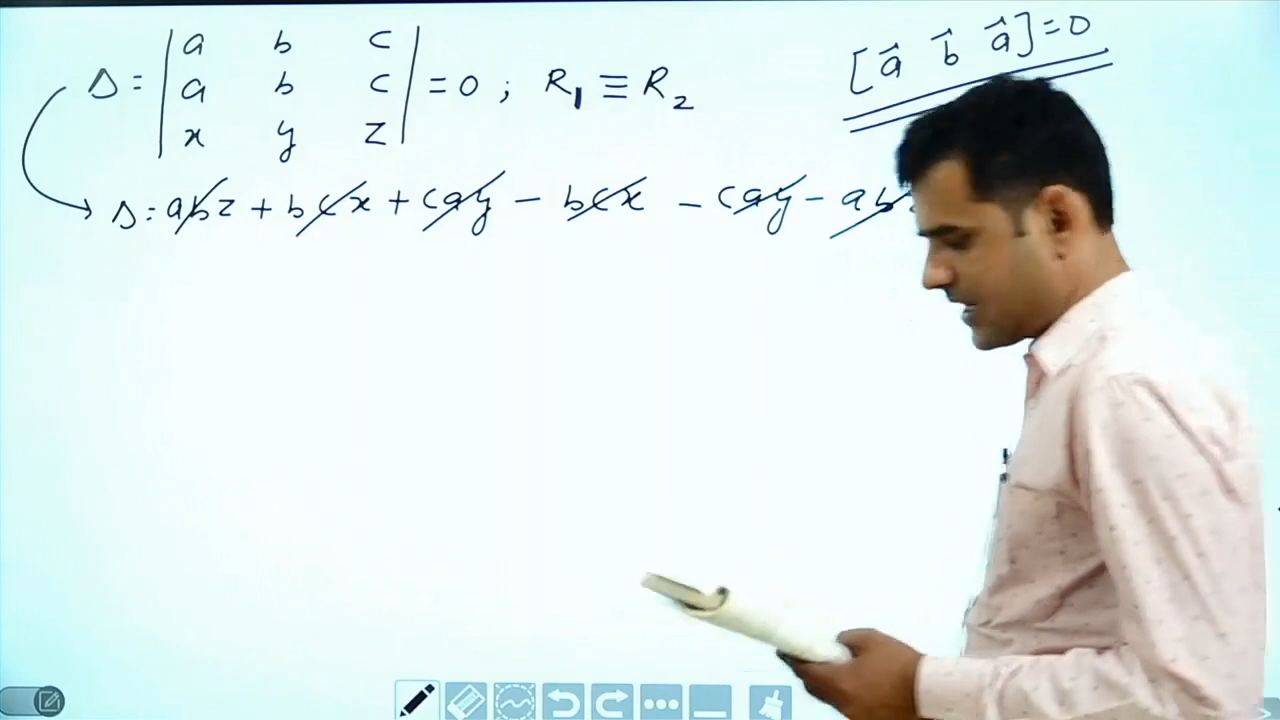 Δ = | a b c |
| a b c | = 0 ; R₁ ≡ R₂
| x y z |
[a⃗ b⃗ a⃗] = 0
Δ = abz + bcx + cay - bcx - cay - ab